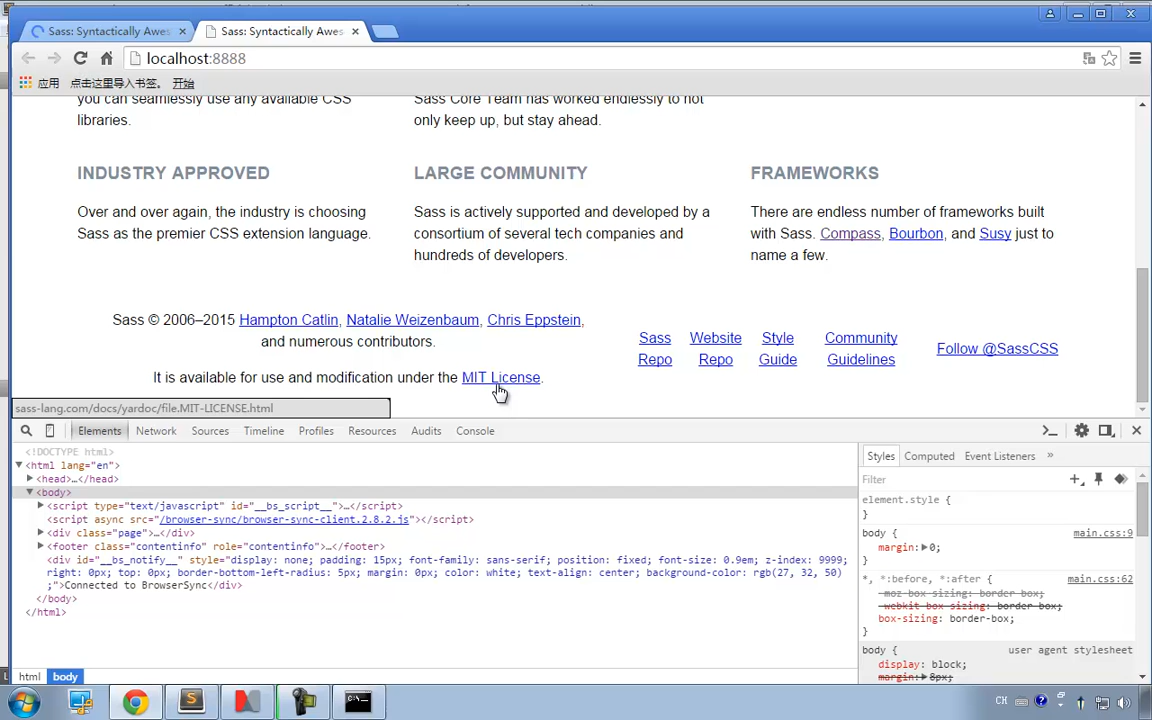 Sass: Syntactically Awes
Sass: Syntactically Awes
localhost:8888
应用 点击这里导入书签。 开始
you can seamlessly use any available CSS
libraries.
Sass Core Team has worked endlessly to not
only keep up, but stay ahead.
INDUSTRY APPROVED
Over and over again, the industry is choosing
Sass as the premier CSS extension language.
LARGE COMMUNITY
Sass is actively supported and developed by a
consortium of several tech companies and
hundreds of developers.
FRAMEWORKS
There are endless number of frameworks built
with Sass. Compass, Bourbon, and Susy just to
name a few.
Sass © 2006–2015 Hampton Catlin, Natalie Weizenbaum, Chris Eppstein,
and numerous contributors.
It is available for use and modification under the MIT License.
Sass
Repo
Website
Repo
Style
Guide
Community
Guidelines
Follow @SassCSS
sass-lang.com/docs/yardoc/file.MIT-LICENSE.html
Elements Network Sources Timeline Profiles Resources Audits Console
<!DOCTYPE html>
<html lang="en">
<head>…</head>
<body>
<script type="text/javascript" id="__bs_script__">…</script>
<script async src="/browser-sync/browser-sync-client.2.8.2.js"></script>
<div class="page">…</div>
<footer class="contentinfo" role="contentinfo">…</footer>
<div id="__bs_notify__" style="display: none; padding: 15px; font-family: sans-serif; position: fixed; font-size: 0.9em; z-index: 9999;
right: 0px; top: 0px; border-bottom-left-radius: 5px; margin: 0px; color: white; text-align: center; background-color: rgb(27, 32, 50)
;">Connected to BrowserSync</div>
</body>
</html>
html body
Styles Computed Event Listeners »
Filter
element.style {
}
body { main.css:9
margin: 0;
}
*, *:before, *:after { main.css:62
-moz-box-sizing: border-box;
-webkit-box-sizing: border-box;
box-sizing: border-box;
}
body { user agent stylesheet
display: block;
margin: 8px;
CH